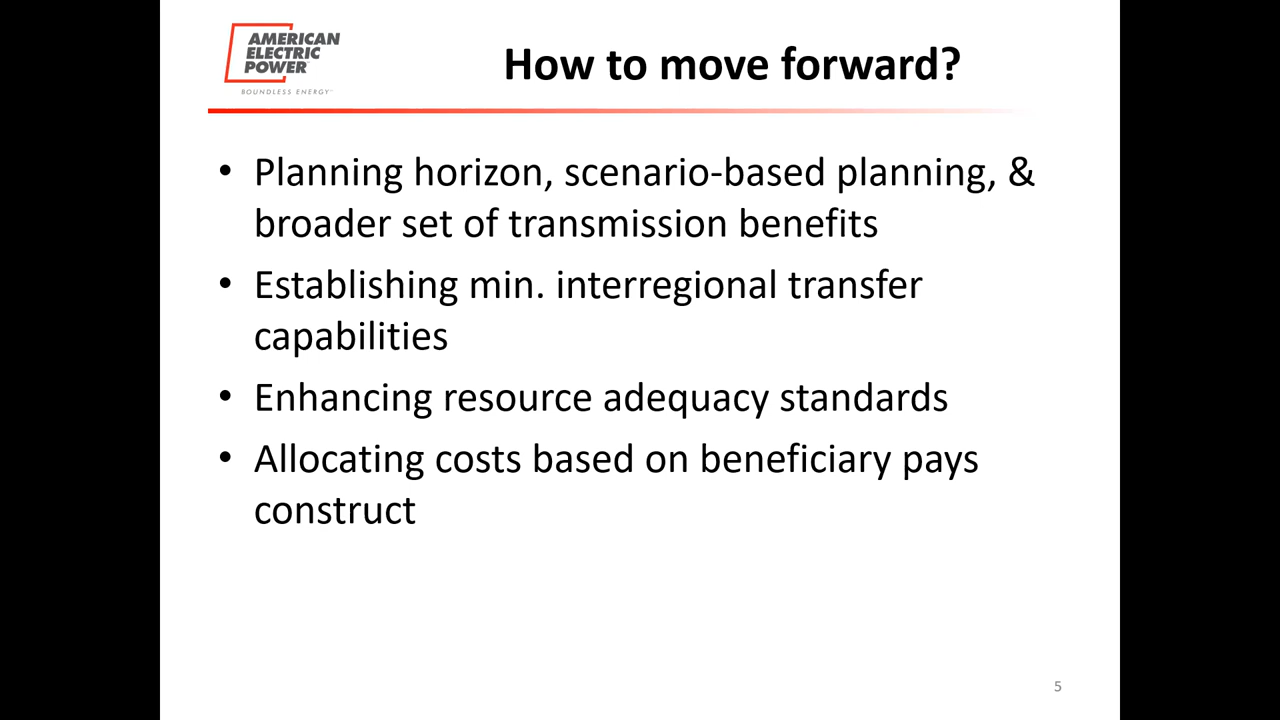 AMERICAN
ELECTRIC
POWER
BOUNDLESS ENERGY™
How to move forward?
• Planning horizon, scenario-based planning, &
broader set of transmission benefits
• Establishing min. interregional transfer
capabilities
• Enhancing resource adequacy standards
• Allocating costs based on beneficiary pays
construct
5